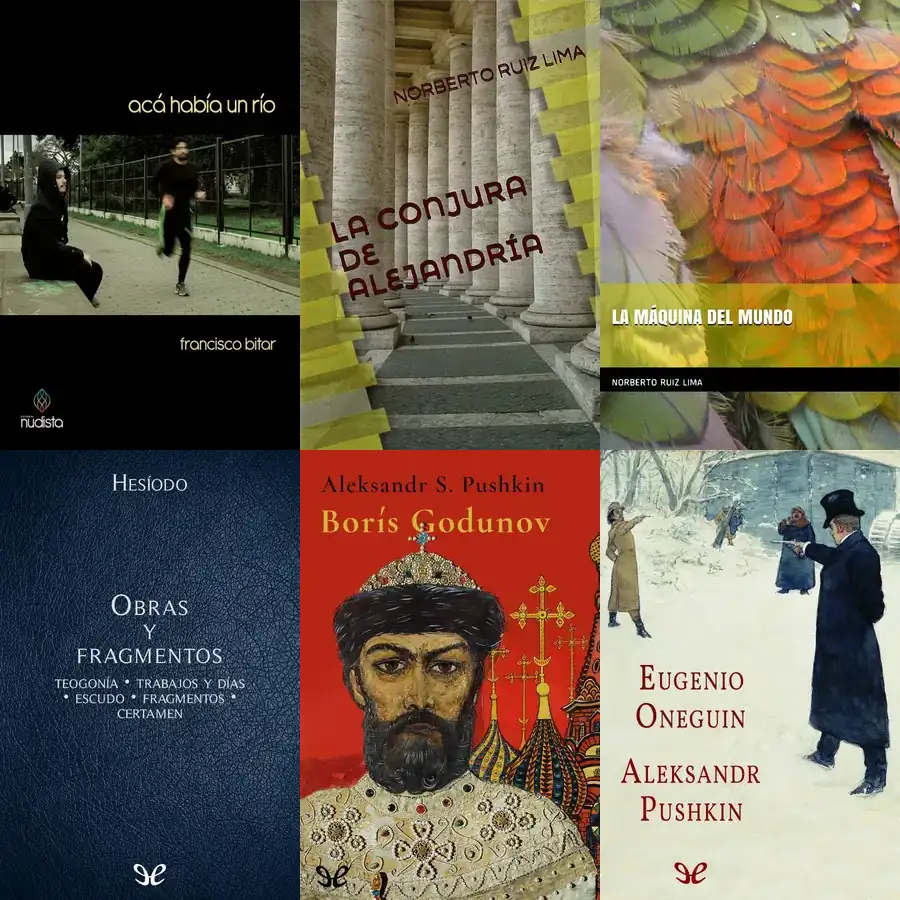 acá había un río
francisco bitar
nudista
NORBERTO RUIZ LIMA
LA CONJURA
DE
ALEJANDRÍA
LA MÁQUINA DEL MUNDO
NORBERTO RUIZ LIMA
HESÍODO
OBRAS
Y
FRAGMENTOS
TEOGONÍA • TRABAJOS Y DÍAS
• ESCUDO • FRAGMENTOS •
CERTAMEN
Aleksandr S. Pushkin
Borís Godunov
EUGENIO
ONEGUIN
ALEKSANDR
PUSHKIN